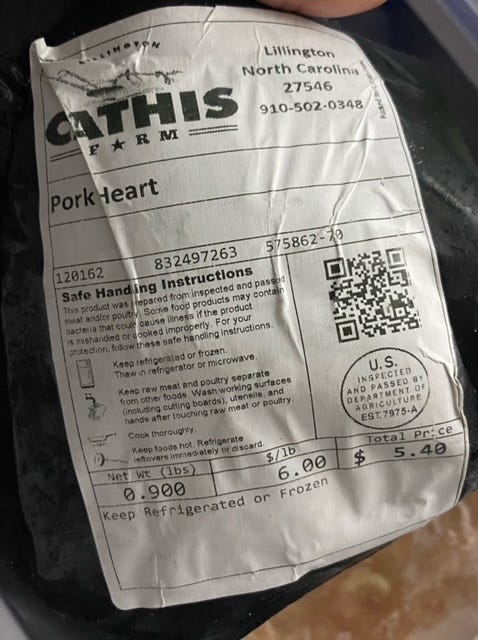 LILLINGTON
CATHIS
FARM
Lillington
North Carolina
27546
910-502-0348
Pork Heart
120162 832497263 575862-70
Safe Handling Instructions
This product was prepared from inspected and passed
meat and/or poultry. Some food products may contain
bacteria that could cause illness if the product
is mishandled or cooked improperly. For your
protection, follow these safe handling instructions.
Keep refrigerated or frozen.
Thaw in refrigerator or microwave.
Keep raw meat and poultry separate
from other foods. Wash working surfaces
(including cutting boards), utensils, and
hands after touching raw meat or poultry.
Cook thoroughly.
Keep foods hot. Refrigerate
leftovers immediately or discard.
U.S.
INSPECTED
AND PASSED BY
DEPARTMENT OF
AGRICULTURE
EST. 7975-A
Net Wt (lbs) $/lb Total Price
0.900 6.00 $ 5.40
Keep Refrigerated or Frozen